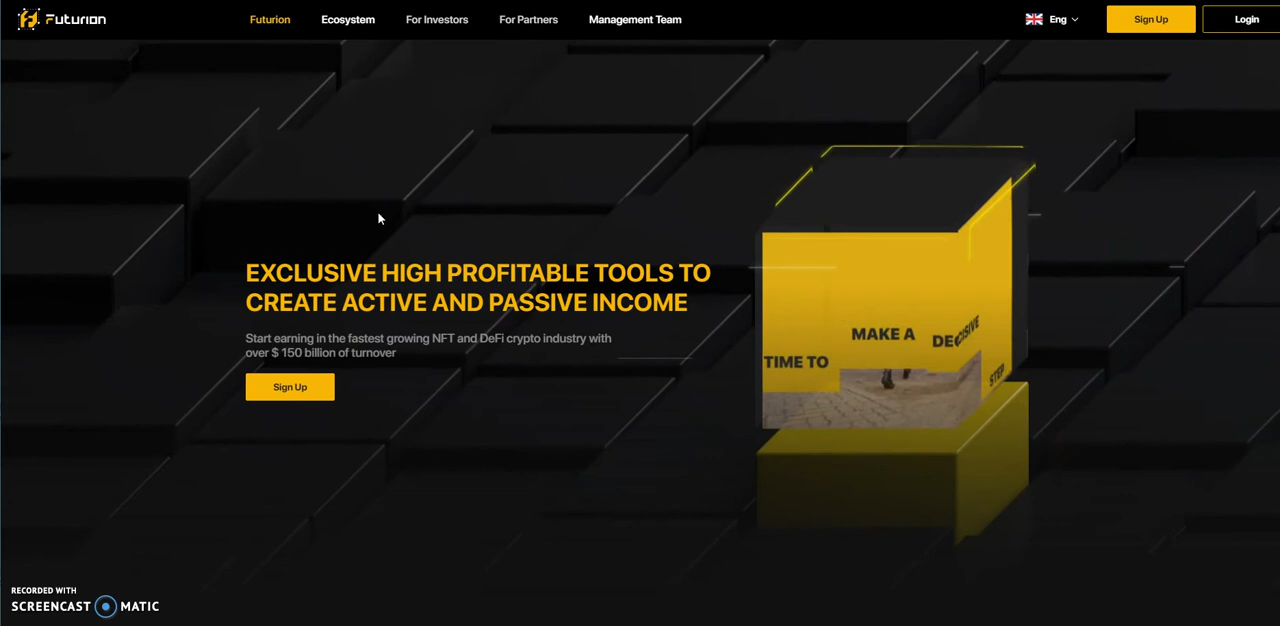 Futurion
Futurion
Ecosystem
For Investors
For Partners
Management Team
Eng
Sign Up
Login
EXCLUSIVE HIGH PROFITABLE TOOLS TO
CREATE ACTIVE AND PASSIVE INCOME
Start earning in the fastest growing NFT and DeFi crypto industry with
over $ 150 billion of turnover
Sign Up
TIME TO
MAKE A
DECISIVE
STEP
RECORDED WITH
SCREENCAST MATIC